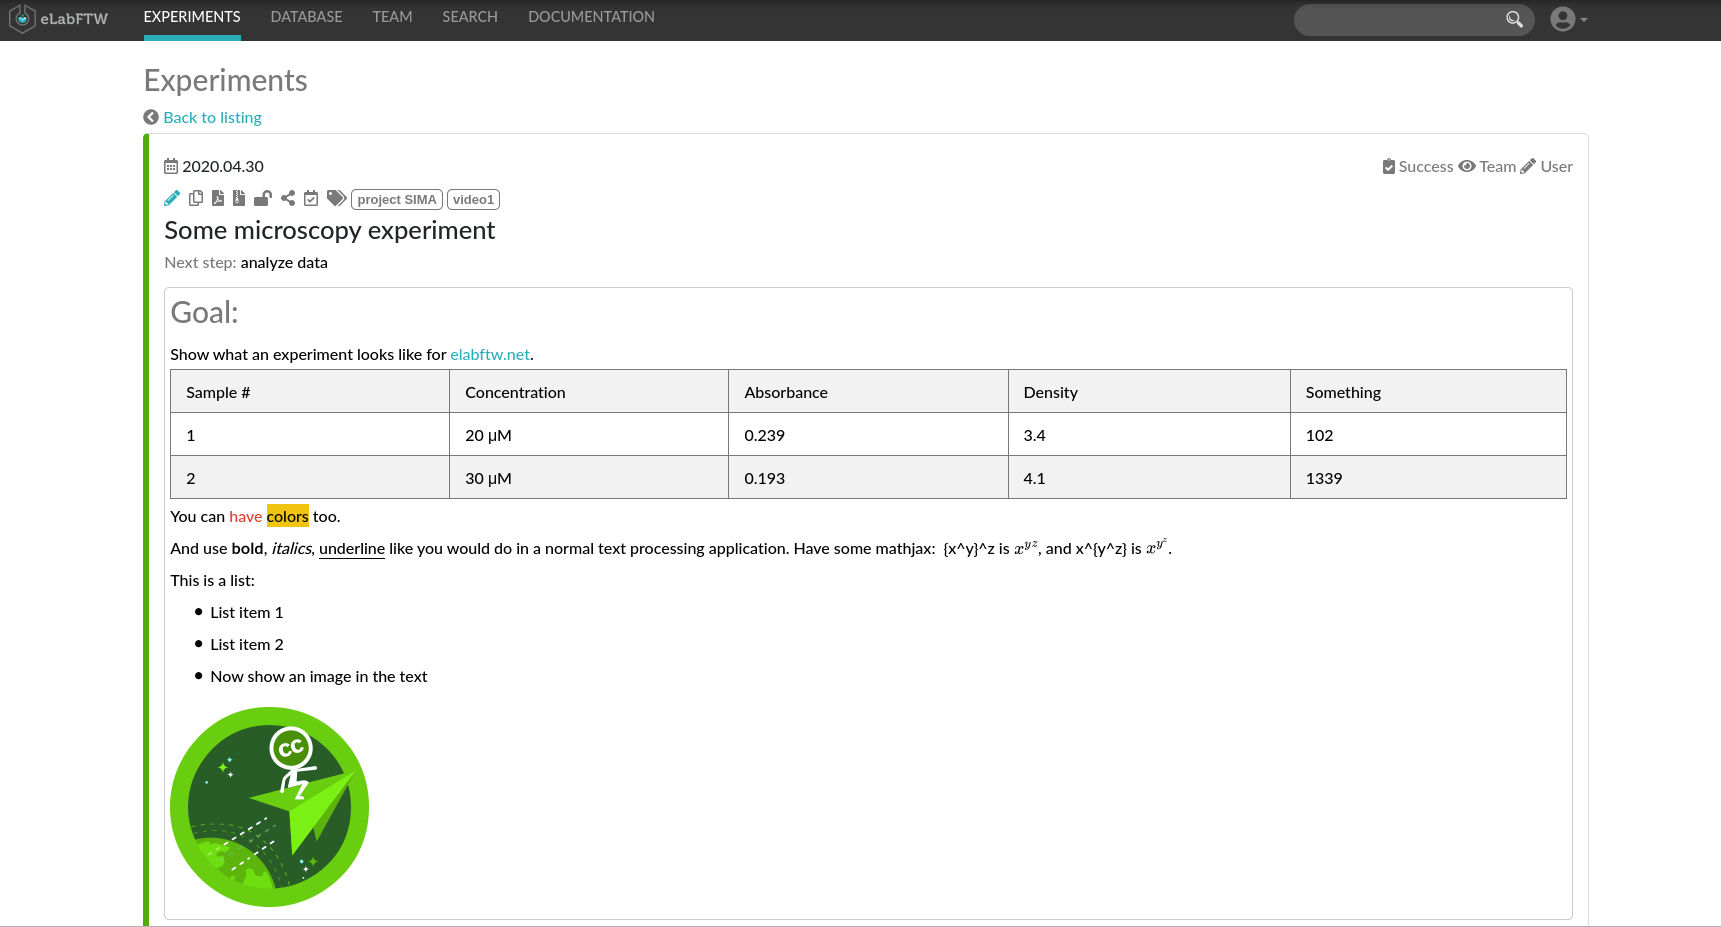 eLabFTW EXPERIMENTS DATABASE TEAM SEARCH DOCUMENTATION
Experiments
Back to listing
2020.04.30 Success Team User
project SIMA video1
Some microscopy experiment
Next step: analyze data
Goal:
Show what an experiment looks like for elabftw.net.
Sample # Concentration Absorbance Density Something
1 20 µM 0.239 3.4 102
2 30 µM 0.193 4.1 1339
You can have colors too.
And use bold, italics, underline like you would do in a normal text processing application. Have some mathjax: {x^y}^z is x^{yz}, and x^{y^z} is x^{y^z}.
This is a list:
• List item 1
• List item 2
• Now show an image in the text
cc